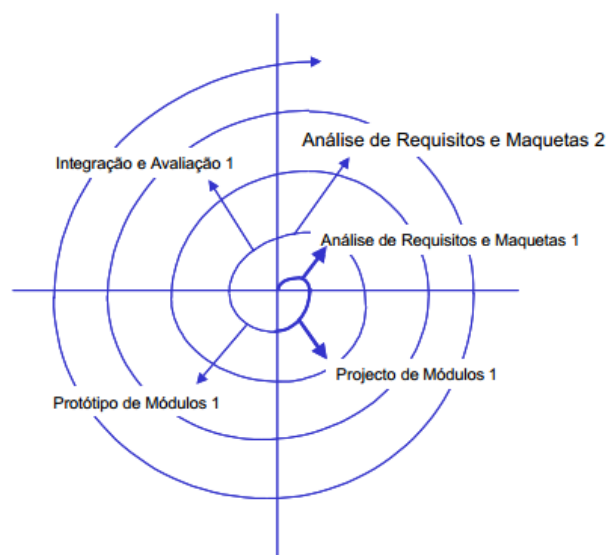 Análise de Requisitos e Maquetas 2
Integração e Avaliação 1
Análise de Requisitos e Maquetas 1
Projecto de Módulos 1
Protótipo de Módulos 1